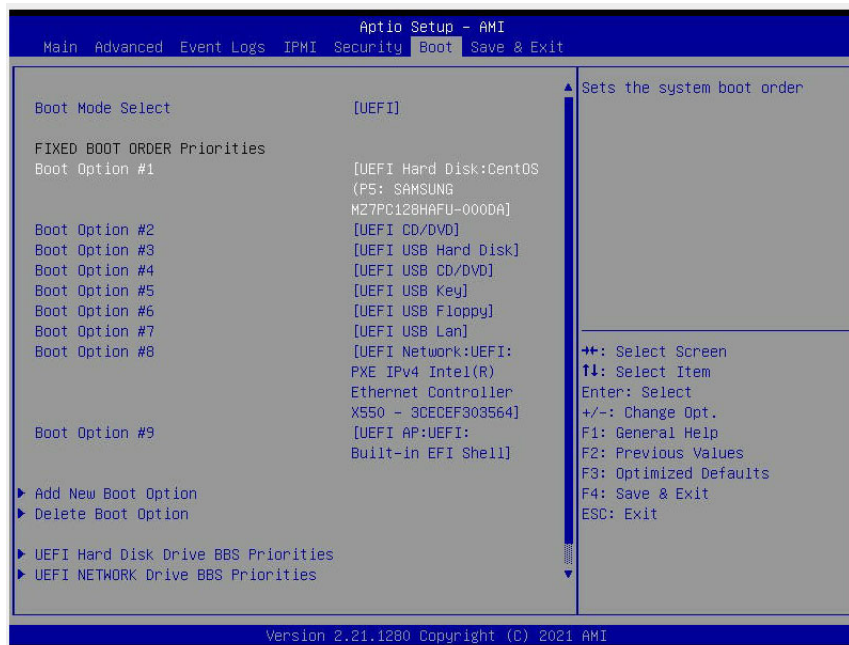 Aptio Setup – AMI
Main Advanced Event Logs IPMI Security Boot Save & Exit
Boot Mode Select [UEFI]
FIXED BOOT ORDER Priorities
Boot Option #1 [UEFI Hard Disk:CentOS
(P5: SAMSUNG
MZ7PC128HAFU-000DA]
Boot Option #2 [UEFI CD/DVD]
Boot Option #3 [UEFI USB Hard Disk]
Boot Option #4 [UEFI USB CD/DVD]
Boot Option #5 [UEFI USB Key]
Boot Option #6 [UEFI USB Floppy]
Boot Option #7 [UEFI USB Lan]
Boot Option #8 [UEFI Network:UEFI:
PXE IPv4 Intel(R)
Ethernet Controller
X550 - 3CECEF303564]
Boot Option #9 [UEFI AP:UEFI:
Built-in EFI Shell]
Add New Boot Option
Delete Boot Option
UEFI Hard Disk Drive BBS Priorities
UEFI NETWORK Drive BBS Priorities
Sets the system boot order
→←: Select Screen
↑↓: Select Item
Enter: Select
+/-: Change Opt.
F1: General Help
F2: Previous Values
F3: Optimized Defaults
F4: Save & Exit
ESC: Exit
Version 2.21.1280 Copyright (C) 2021 AMI